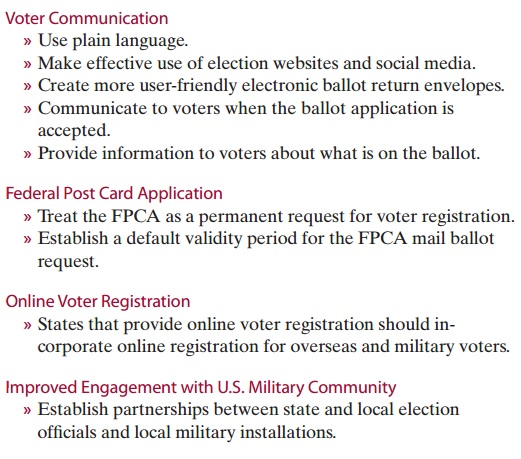 Voter Communication
» Use plain language.
» Make effective use of election websites and social media.
» Create more user-friendly electronic ballot return envelopes.
» Communicate to voters when the ballot application is
accepted.
» Provide information to voters about what is on the ballot.
Federal Post Card Application
» Treat the FPCA as a permanent request for voter registration.
» Establish a default validity period for the FPCA mail ballot
request.
Online Voter Registration
» States that provide online voter registration should in-
corporate online registration for overseas and military voters.
Improved Engagement with U.S. Military Community
» Establish partnerships between state and local election
officials and local military installations.